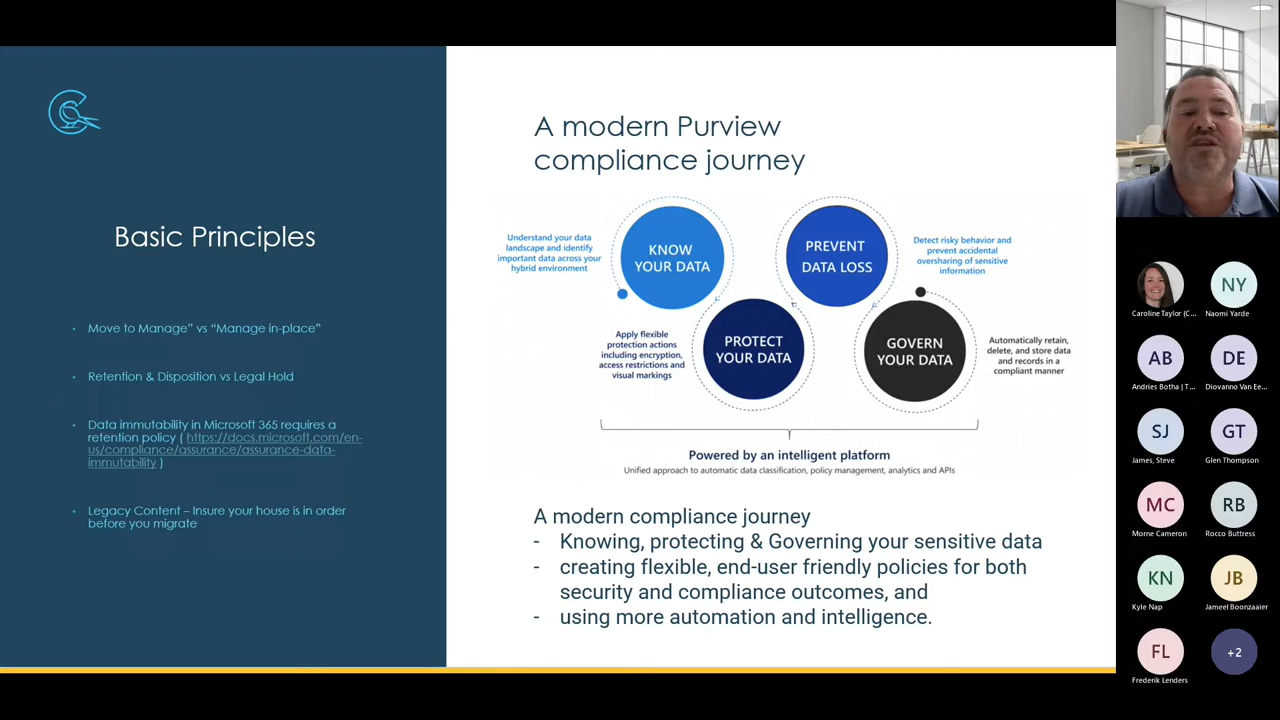 Basic Principles
Move to Manage” vs “Manage in-place”
Retention & Disposition vs Legal Hold
Data immutability in Microsoft 365 requires a
retention policy ( https://docs.microsoft.com/en-
us/compliance/assurance/assurance-data-
immutability )
Legacy Content – Insure your house is in order
before you migrate
A modern Purview
compliance journey
Understand your data
landscape and identify
important data across your
hybrid environment
KNOW
YOUR DATA
PREVENT
DATA LOSS
Detect risky behavior and
prevent accidental
oversharing of sensitive
information
Apply flexible
protection actions
including encryption,
access restrictions and
visual markings
PROTECT
YOUR DATA
GOVERN
YOUR DATA
Automatically retain,
delete, and store data
and records in a
compliant manner
Powered by an intelligent platform
Unified approach to automatic data classification, policy management, analytics and APIs
A modern compliance journey
- Knowing, protecting & Governing your sensitive data
- creating flexible, end-user friendly policies for both
security and compliance outcomes, and
- using more automation and intelligence.
Caroline Taylor (C...
NY
Naomi Yarde
AB
Andries Botha | T...
DE
Diovanno Van Ee...
SJ
James, Steve
GT
Glen Thompson
MC
Morne Cameron
RB
Rocco Buttress
KN
Kyle Nap
JB
Jameel Boonzaaier
FL
Frederik Lenders
+2